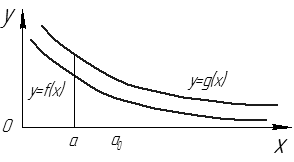 y
y=f(x) y=g(x)
0 a a₀ x